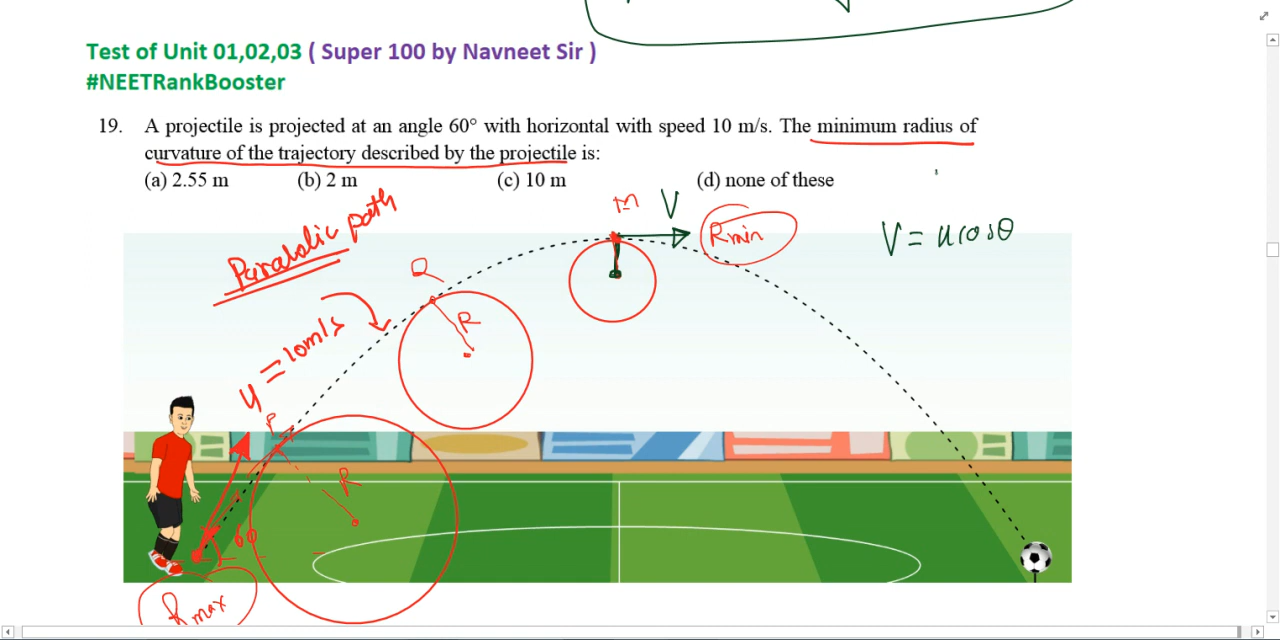 Test of Unit 01,02,03 ( Super 100 by Navneet Sir )
#NEETRankBooster
19. A projectile is projected at an angle 60° with horizontal with speed 10 m/s. The minimum radius of
curvature of the trajectory described by the projectile is:
(a) 2.55 m (b) 2 m (c) 10 m (d) none of these
m V
Rmin
V = u cosθ
Parabolic path
Q
R
u = 10m/s
P
R
60
Rmax